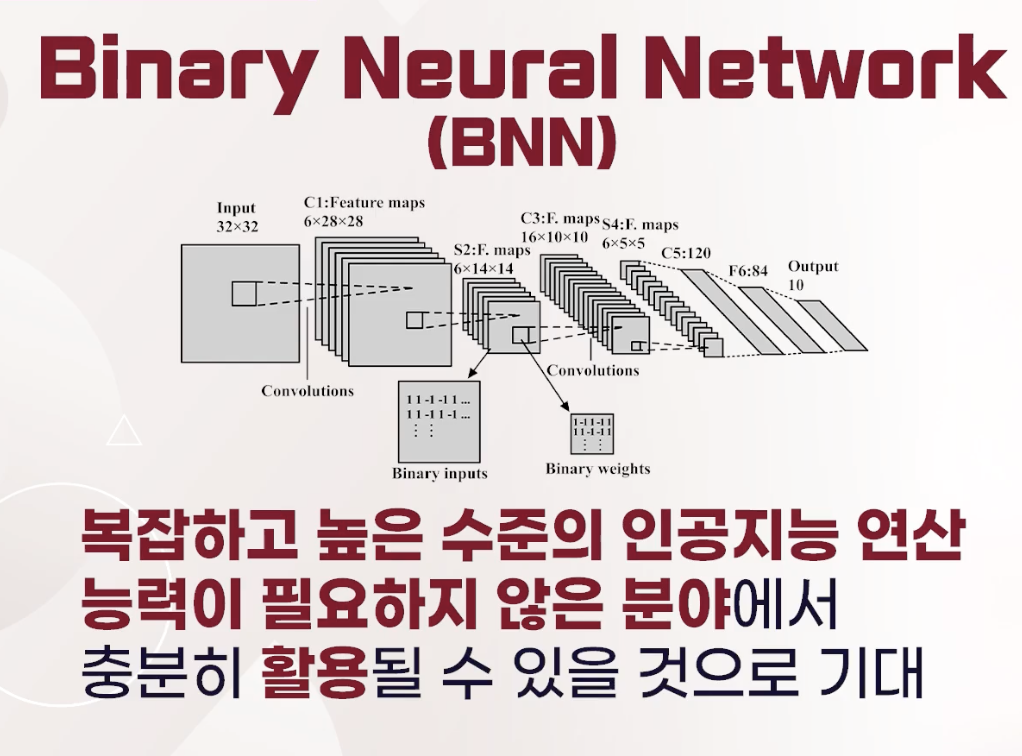 Binary Neural Network
(BNN)
Input
32×32
C1:Feature maps
6×28×28
S2:F. maps
6×14×14
C3:F. maps
16×10×10
S4:F. maps
6×5×5
C5:120
F6:84
Output
10
Convolutions
Convolutions
1 1 -1 -1 1 ...
1 1 -1 1 -1 ...
⋮ ⋮
Binary inputs
1 -1 1 -1 1
1 1 -1 -1 1
⋮ ⋮
Binary weights
복잡하고 높은 수준의 인공지능 연산
능력이 필요하지 않은 분야에서
충분히 활용될 수 있을 것으로 기대